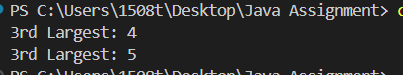 PS C:\Users\1508t\Desktop\Java Assignment>
3rd Largest: 4
3rd Largest: 5